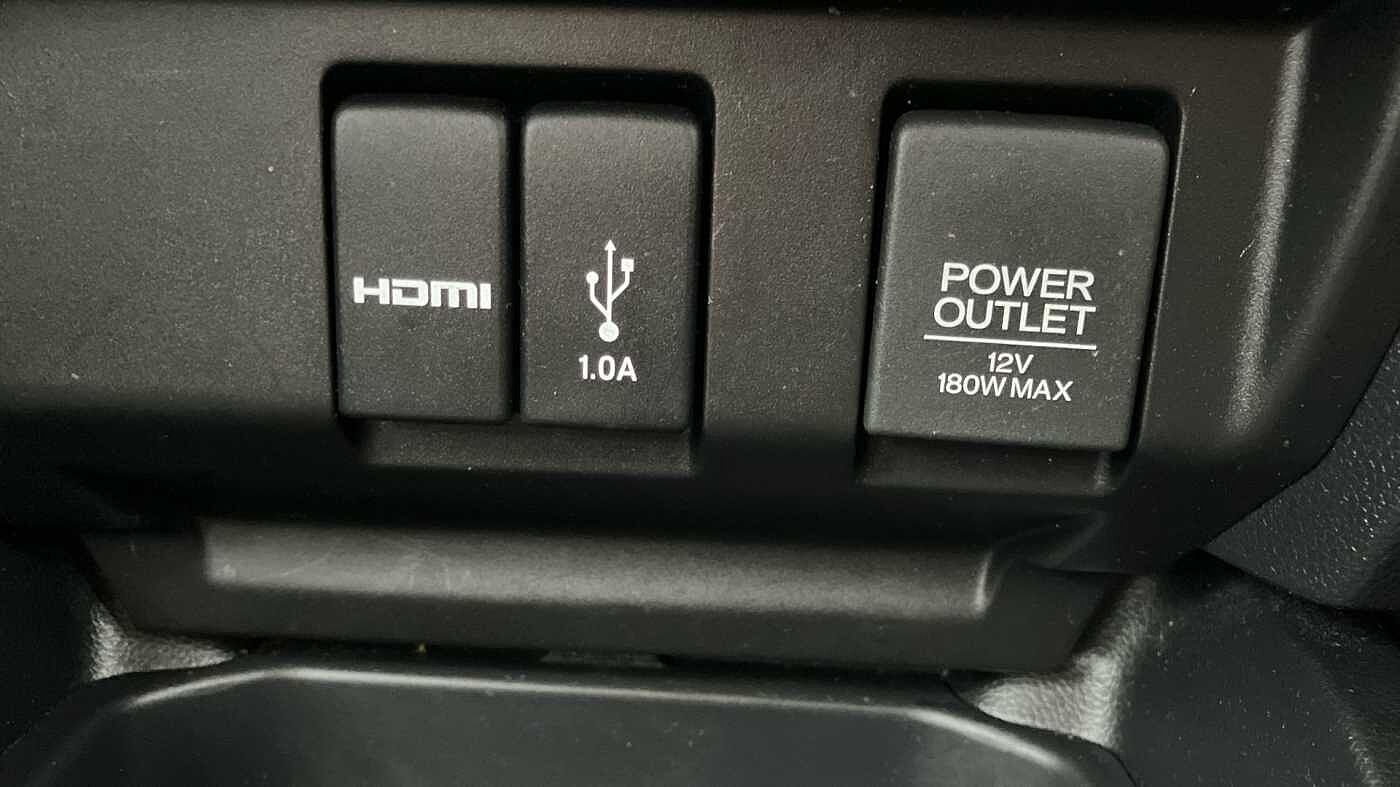 HDMI
1.0A
POWER
OUTLET
12V
180W MAX